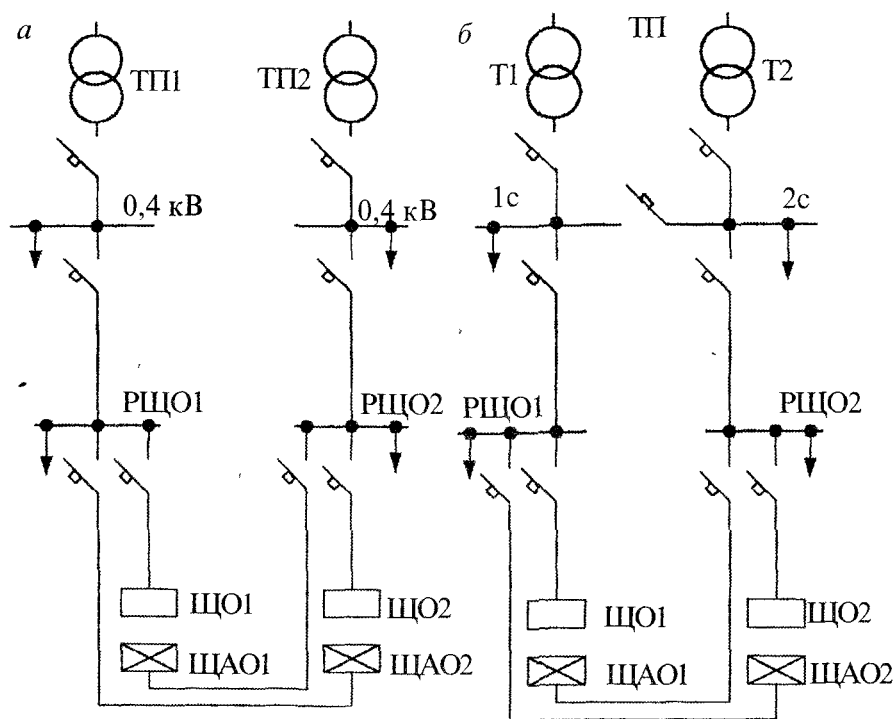 а
ТП1
ТП2
0,4 кВ
0,4 кВ
РЩО1
РЩО2
ЩО1
ЩО2
ЩАО1
ЩАО2
б
ТП
Т1
Т2
1с
2с
РЩО1
РЩО2
ЩО1
ЩО2
ЩАО1
ЩАО2